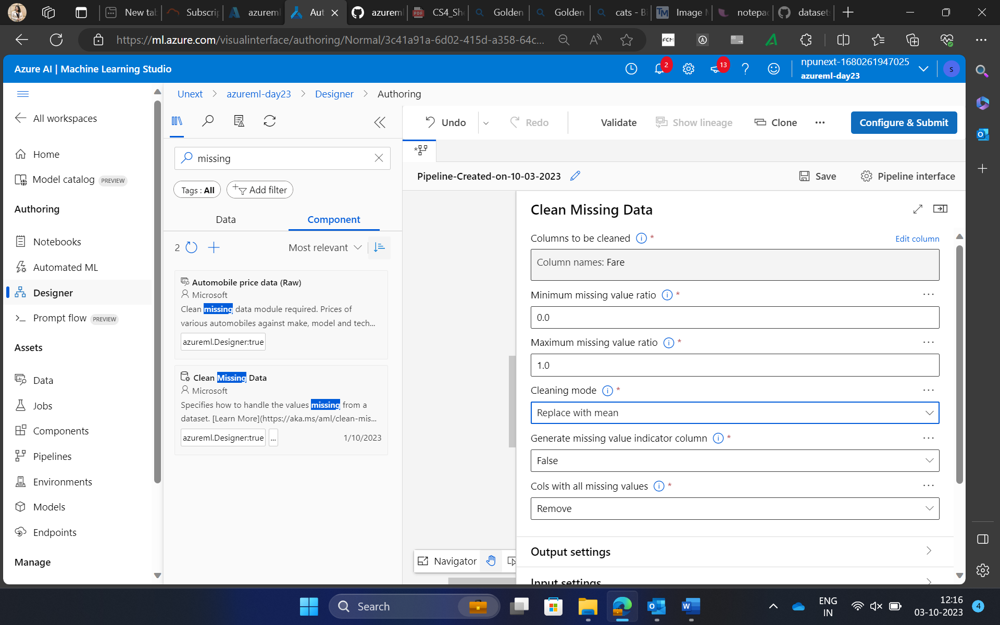 New ta
Subscrip
azureml
Aut
azureml
CS4_She
Golden
Golden
cats - B
Image M
notepad
dataset
https://ml.azure.com/visualinterface/authoring/Normal/3c41a91a-6d02-415d-a358-64c...
Azure AI | Machine Learning Studio
2
13
npunext-1680261947025
azureml-day23
S
Unext > azureml-day23 > Designer > Authoring
All workspaces
Home
Model catalog PREVIEW
Authoring
Notebooks
Automated ML
Designer
Prompt flow PREVIEW
Assets
Data
Jobs
Components
Pipelines
Environments
Models
Endpoints
Manage
missing
Tags : All
Add filter
Data
Component
2
Most relevant
Automobile price data (Raw)
Microsoft
Clean missing data module required. Prices of
various automobiles against make, model and tech...
azureml.Designer:true
Clean Missing Data
Microsoft
Specifies how to handle the values missing from a
dataset. [Learn More](https://aka.ms/aml/clean-mis...
azureml.Designer:true
...
1/10/2023
Undo
Redo
Validate
Show lineage
Clone
Configure & Submit
Pipeline-Created-on-10-03-2023
Save
Pipeline interface
Clean Missing Data
Columns to be cleaned *
Edit column
Column names: Fare
Minimum missing value ratio *
0.0
Maximum missing value ratio *
1.0
Cleaning mode *
Replace with mean
Generate missing value indicator column *
False
Cols with all missing values *
Remove
Output settings
Input settings
Navigator
Search
ENG
IN
12:16
03-10-2023
4